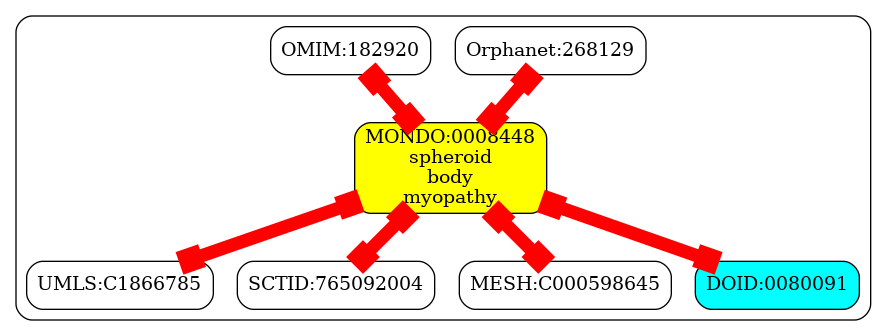 OMIM:182920
Orphanet:268129
MONDO:0008448
spheroid
body
myopathy
UMLS:C1866785
SCTID:765092004
MESH:C000598645
DOID:0080091